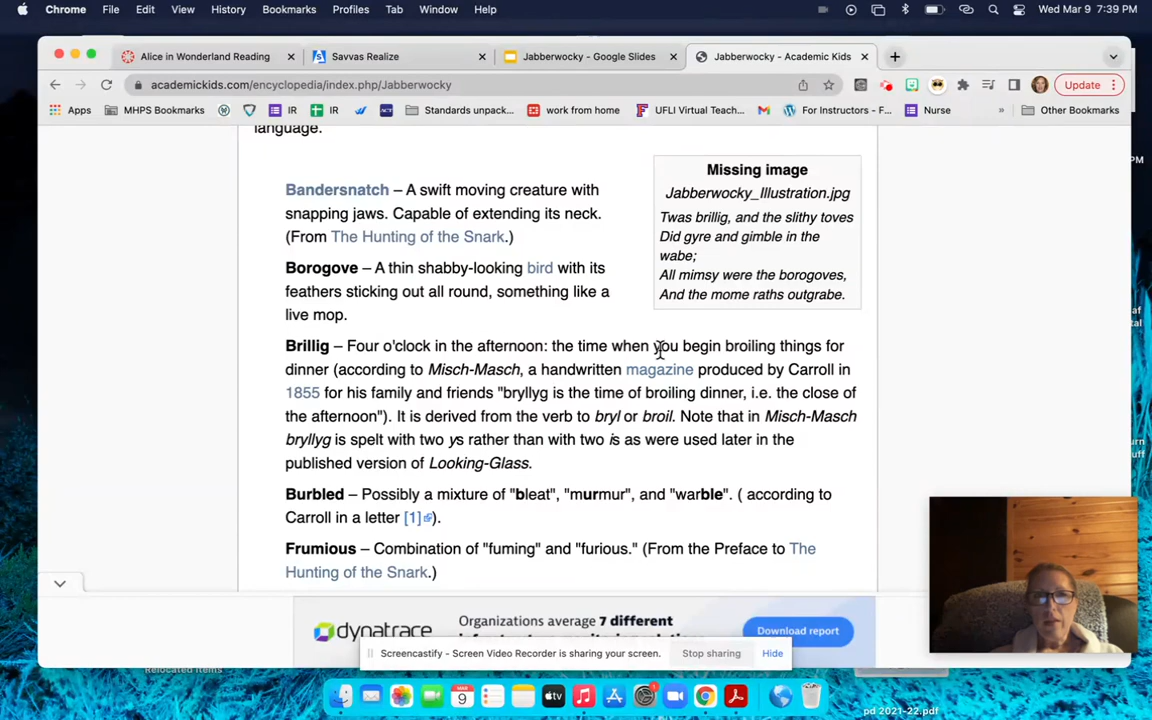 Chrome File Edit View History Bookmarks Profiles Tab Window Help Wed Mar 9 7:39 PM
Alice in Wonderland Reading Savvas Realize Jabberwocky - Google Slides Jabberwocky - Academic Kids
academickids.com/encyclopedia/index.php/Jabberwocky Update
Apps MHPS Bookmarks IR IR Standards unpack... work from home UFLI Virtual Teac... For Instructors - F... Nurse » Other Bookmarks
language.
Missing image
Jabberwocky_Illustration.jpg
Twas brillig, and the slithy toves
Did gyre and gimble in the
wabe;
All mimsy were the borogoves,
And the mome raths outgrabe.
Bandersnatch – A swift moving creature with
snapping jaws. Capable of extending its neck.
(From The Hunting of the Snark.)
Borogove – A thin shabby-looking bird with its
feathers sticking out all round, something like a
live mop.
Brillig – Four o'clock in the afternoon: the time when you begin broiling things for
dinner (according to Misch-Masch, a handwritten magazine produced by Carroll in
1855 for his family and friends "bryllyg is the time of broiling dinner, i.e. the close of
the afternoon"). It is derived from the verb to bryl or broil. Note that in Misch-Masch
bryllyg is spelt with two ys rather than with two is as were used later in the
published version of Looking-Glass.
Burbled – Possibly a mixture of "bleat", "murmur", and "warble". ( according to
Carroll in a letter [1]).
Frumious – Combination of "fuming" and "furious." (From the Preface to The
Hunting of the Snark.)
dynatrace
Organizations average 7 different
Download report
Screencastify - Screen Video Recorder is sharing your screen. Stop sharing Hide
pd 2021-22.pdf